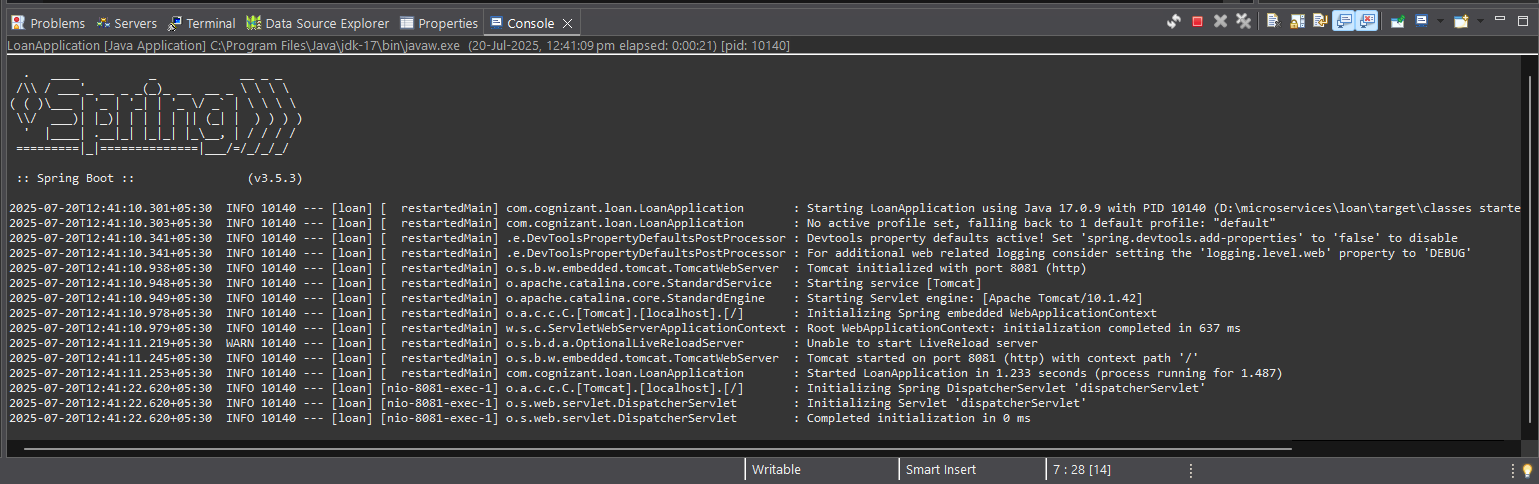 Problems Servers Terminal Data Source Explorer Properties Console
LoanApplication [Java Application] C:\Program Files\Java\jdk-17\bin\javaw.exe (20-Jul-2025, 12:41:09 pm elapsed: 0:00:21) [pid: 10140]
  .   ____          _            __ _ _
 /\\ / ___'_ __ _ _(_)_ __  __ _ \ \ \ \
( ( )\___ | '_ | '_| | '_ \/ _` | \ \ \ \
 \\/  ___)| |_)| | | | | || (_| |  ) ) ) )
  '  |____| .__|_| |_|_| |_\__, | / / / /
 =========|_|==============|___/=/_/_/_/
 :: Spring Boot ::                (v3.5.3)
2025-07-20T12:41:10.301+05:30  INFO 10140 --- [loan] [  restartedMain] com.cognizant.loan.LoanApplication       : Starting LoanApplication using Java 17.0.9 with PID 10140 (D:\microservices\loan\target\classes starte
2025-07-20T12:41:10.303+05:30  INFO 10140 --- [loan] [  restartedMain] com.cognizant.loan.LoanApplication       : No active profile set, falling back to 1 default profile: "default"
2025-07-20T12:41:10.341+05:30  INFO 10140 --- [loan] [  restartedMain] .e.DevToolsPropertyDefaultsPostProcessor : Devtools property defaults active! Set 'spring.devtools.add-properties' to 'false' to disable
2025-07-20T12:41:10.341+05:30  INFO 10140 --- [loan] [  restartedMain] .e.DevToolsPropertyDefaultsPostProcessor : For additional web related logging consider setting the 'logging.level.web' property to 'DEBUG'
2025-07-20T12:41:10.938+05:30  INFO 10140 --- [loan] [  restartedMain] o.s.b.w.embedded.tomcat.TomcatWebServer  : Tomcat initialized with port 8081 (http)
2025-07-20T12:41:10.948+05:30  INFO 10140 --- [loan] [  restartedMain] o.apache.catalina.core.StandardService   : Starting service [Tomcat]
2025-07-20T12:41:10.949+05:30  INFO 10140 --- [loan] [  restartedMain] o.apache.catalina.core.StandardEngine    : Starting Servlet engine: [Apache Tomcat/10.1.42]
2025-07-20T12:41:10.978+05:30  INFO 10140 --- [loan] [  restartedMain] o.a.c.c.C.[Tomcat].[localhost].[/]       : Initializing Spring embedded WebApplicationContext
2025-07-20T12:41:10.979+05:30  INFO 10140 --- [loan] [  restartedMain] w.s.c.ServletWebServerApplicationContext : Root WebApplicationContext: initialization completed in 637 ms
2025-07-20T12:41:11.219+05:30  WARN 10140 --- [loan] [  restartedMain] o.s.b.d.a.OptionalLiveReloadServer       : Unable to start LiveReload server
2025-07-20T12:41:11.245+05:30  INFO 10140 --- [loan] [  restartedMain] o.s.b.w.embedded.tomcat.TomcatWebServer  : Tomcat started on port 8081 (http) with context path '/'
2025-07-20T12:41:11.253+05:30  INFO 10140 --- [loan] [  restartedMain] com.cognizant.loan.LoanApplication       : Started LoanApplication in 1.233 seconds (process running for 1.487)
2025-07-20T12:41:22.620+05:30  INFO 10140 --- [loan] [nio-8081-exec-1] o.a.c.c.C.[Tomcat].[localhost].[/]       : Initializing Spring DispatcherServlet 'dispatcherServlet'
2025-07-20T12:41:22.620+05:30  INFO 10140 --- [loan] [nio-8081-exec-1] o.s.web.servlet.DispatcherServlet        : Initializing Servlet 'dispatcherServlet'
2025-07-20T12:41:22.620+05:30  INFO 10140 --- [loan] [nio-8081-exec-1] o.s.web.servlet.DispatcherServlet        : Completed initialization in 0 ms
Writable Smart Insert 7 : 28 [14]